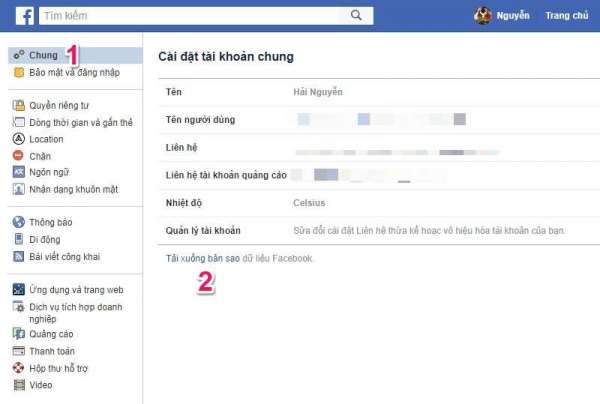 f
Tìm kiếm
Nguyễn
Trang chủ
Chung
1
Bảo mật và đăng nhập
Quyền riêng tư
Dòng thời gian và gắn thẻ
Location
Chặn
Ngôn ngữ
Nhận dạng khuôn mặt
Thông báo
Di động
Bài viết công khai
Ứng dụng và trang web
Dịch vụ tích hợp doanh
nghiệp
Quảng cáo
Thanh toán
Hộp thư hỗ trợ
Video
Cài đặt tài khoản chung
Tên Hải Nguyễn
Tên người dùng
Liên hệ
Liên hệ tài khoản quảng cáo
Nhiệt độ Celsius
Quản lý tài khoản Sửa đổi cài đặt Liên hệ thừa kế hoặc vô hiệu hóa tài khoản của bạn.
Tải xuống bản sao dữ liệu Facebook.
2